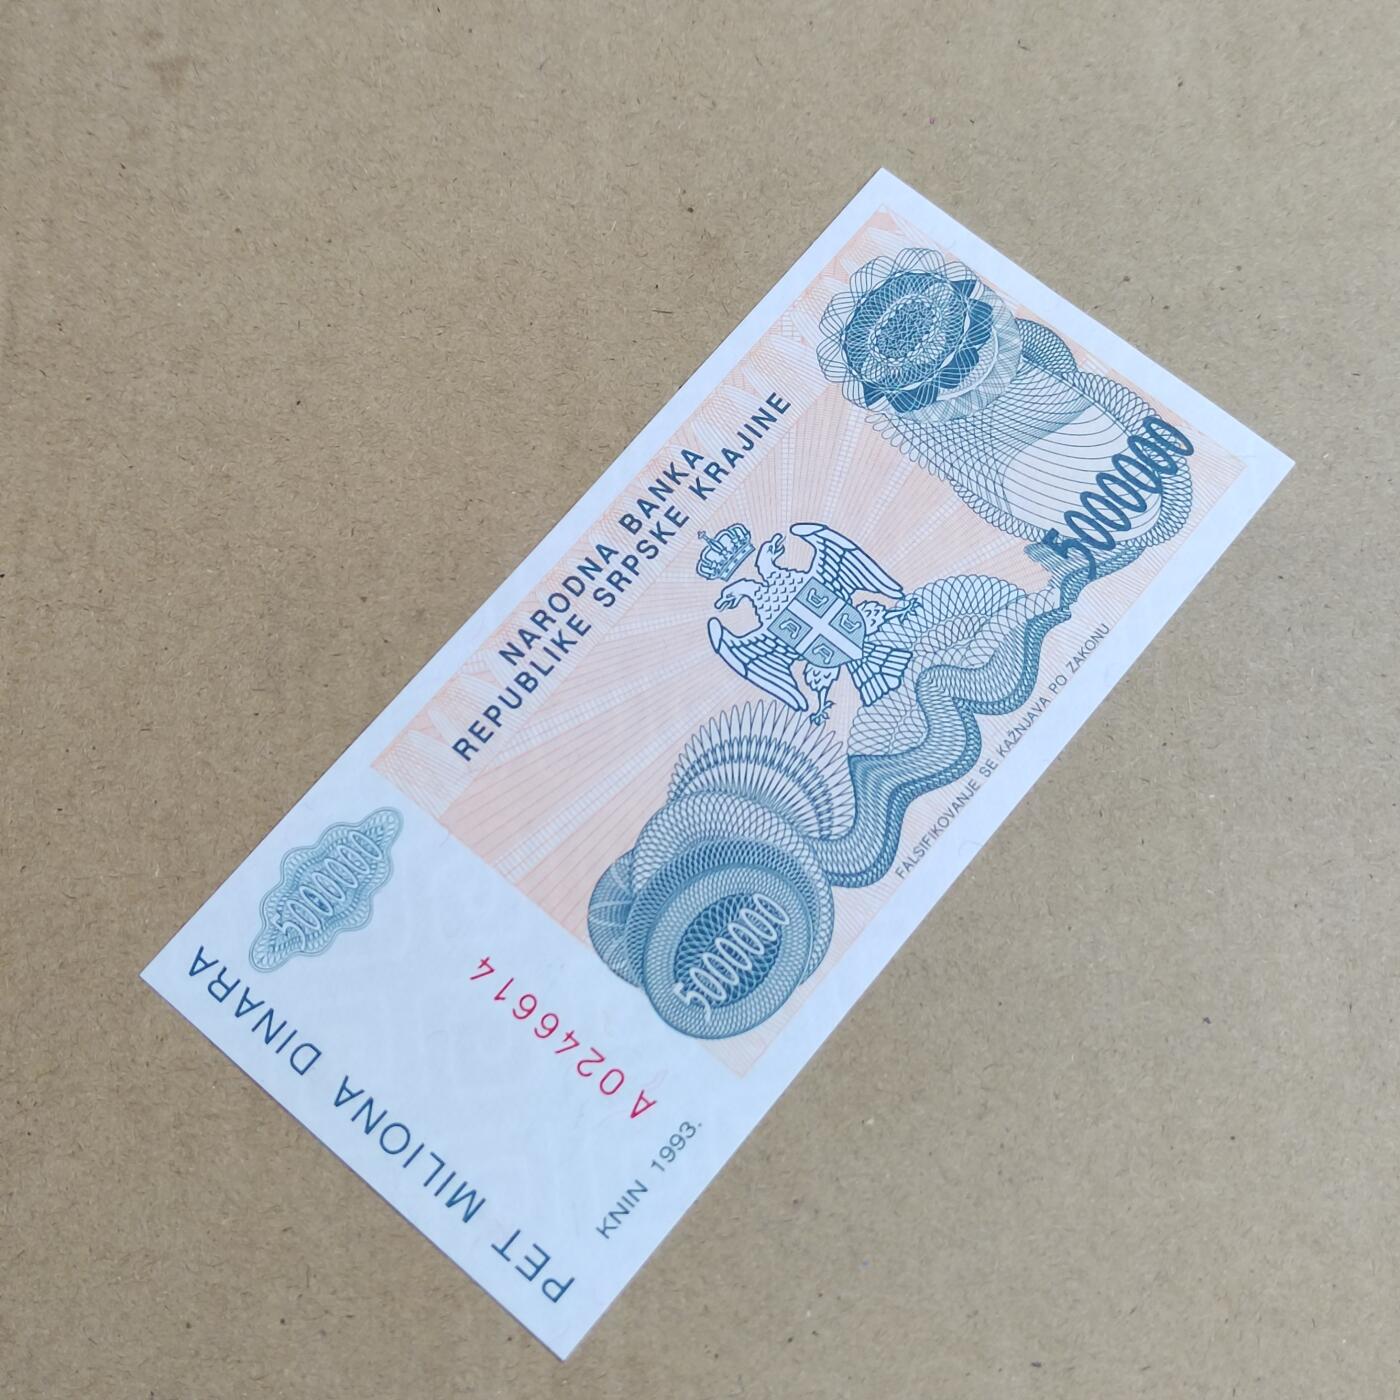 NARODNA BANKA
REPUBLIKE SRPSKE KRAJINE
5000000
5000000
5000000
FALSIFIKOVANJE SE KAŽNJAVA PO ZAKONU
A 0246614
KNIN 1993.
PET MILIONA DINARA